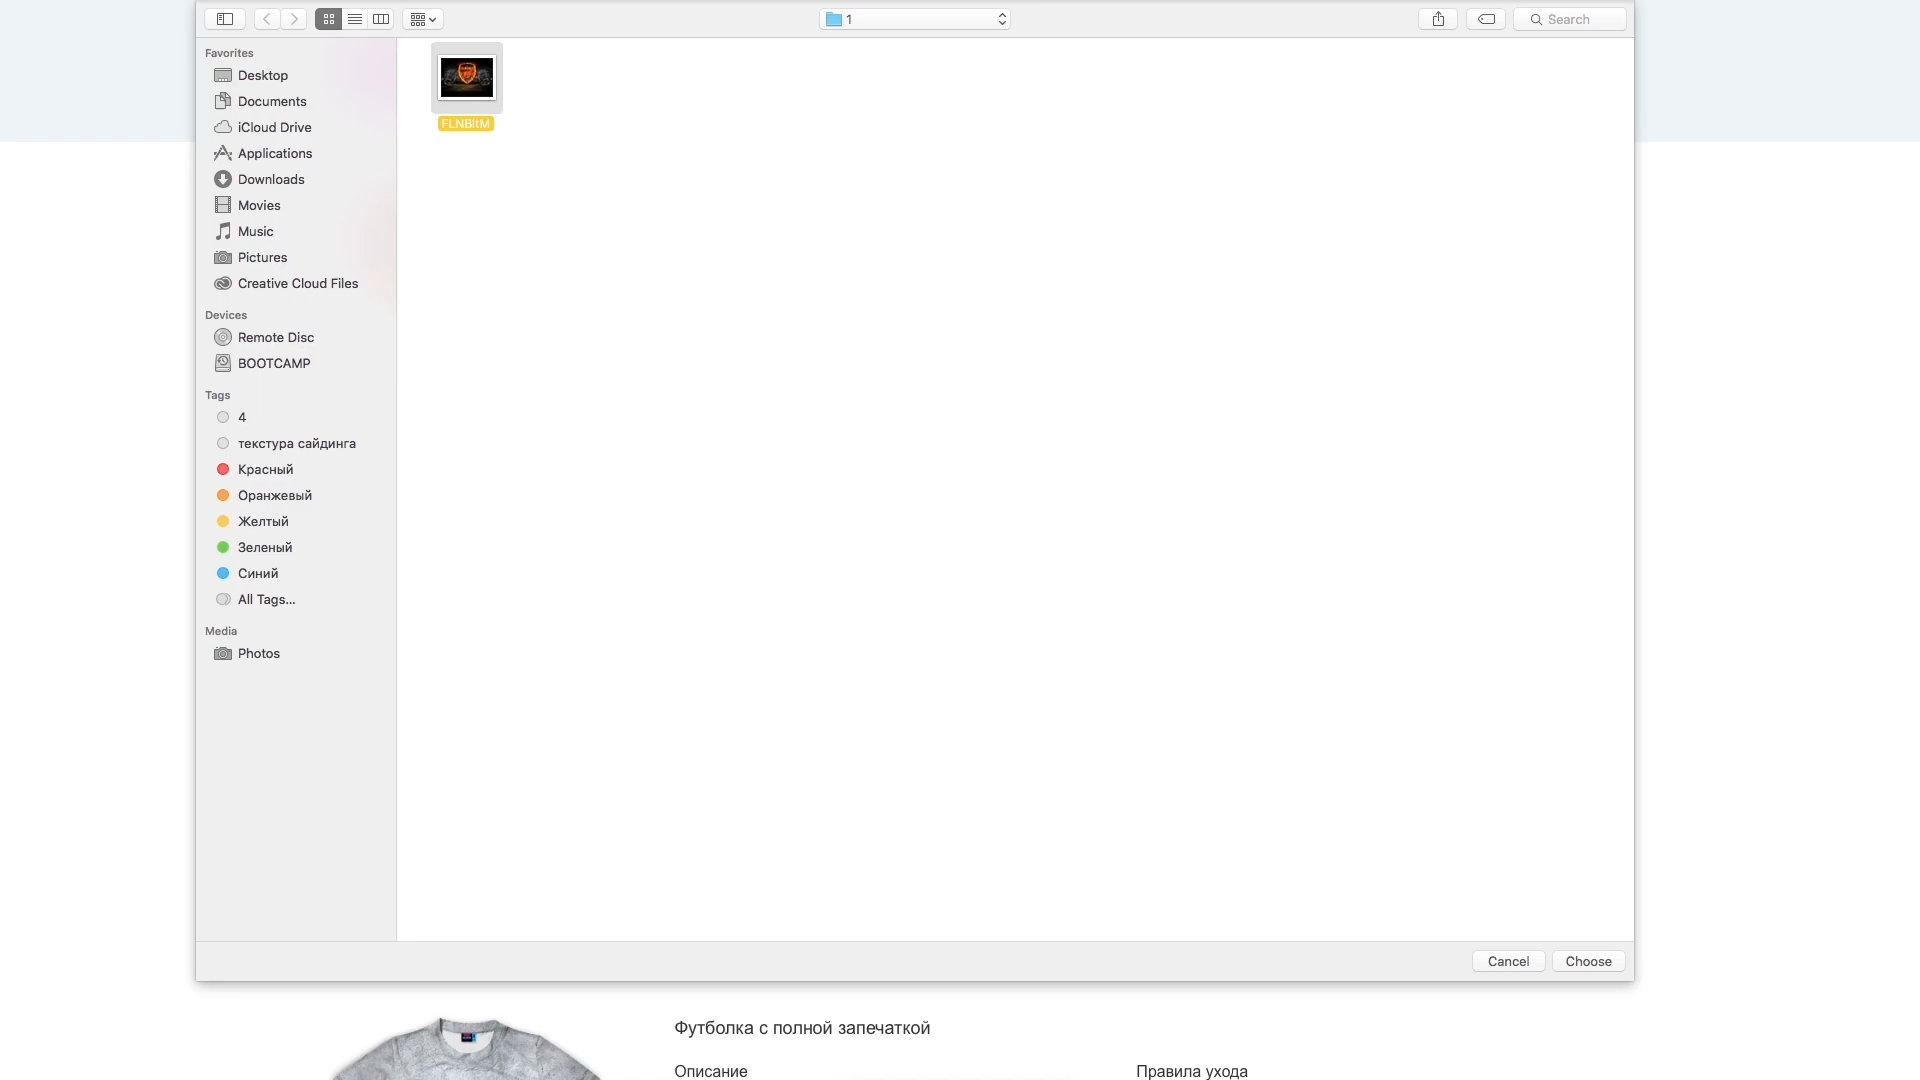 1
Search
Favorites
Desktop
Documents
iCloud Drive
Applications
Downloads
Movies
Music
Pictures
Creative Cloud Files
Devices
Remote Disc
BOOTCAMP
Tags
4
текстура сайдинга
Красный
Оранжевый
Желтый
Зеленый
Синий
All Tags...
Media
Photos
FLNBItM
Cancel
Choose
Футболка с полной запечаткой
Описание
Правила ухода